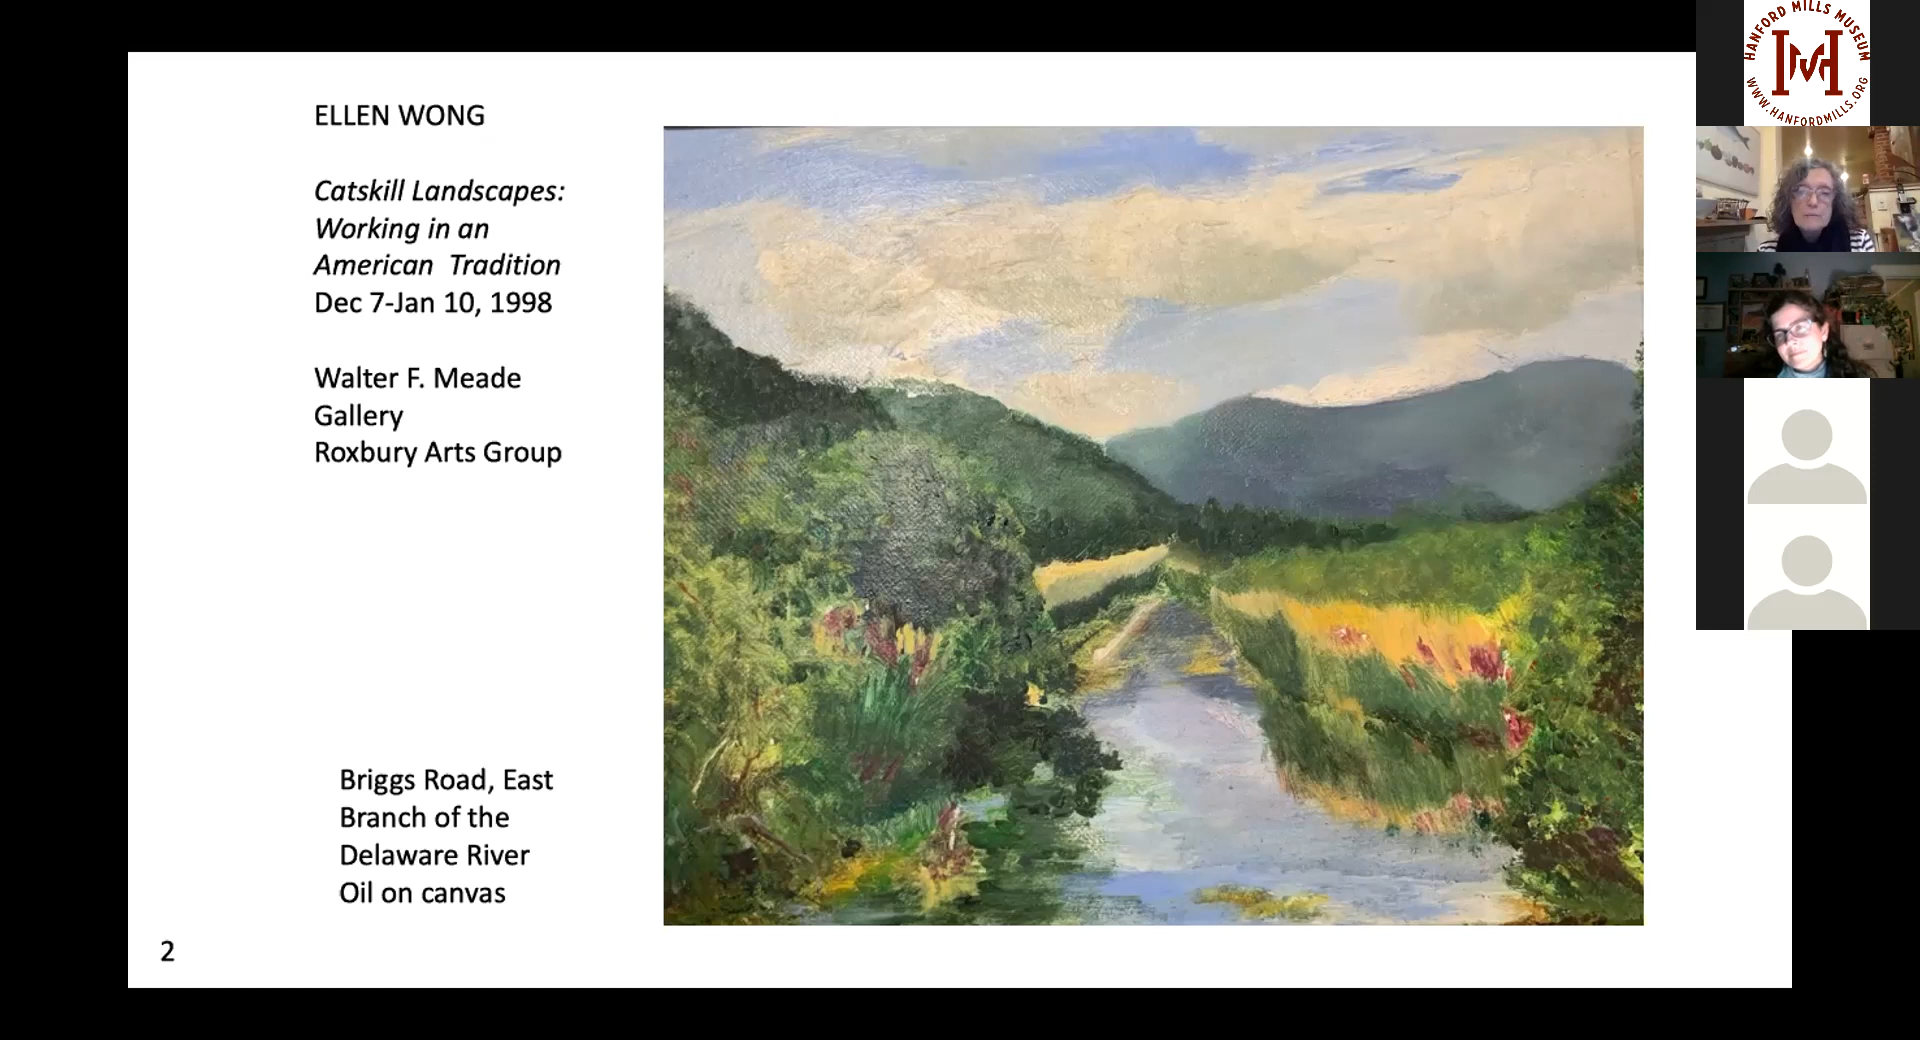 ELLEN WONG
Catskill Landscapes:
Working in an
American Tradition
Dec 7-Jan 10, 1998
Walter F. Meade
Gallery
Roxbury Arts Group
Briggs Road, East
Branch of the
Delaware River
Oil on canvas
2
HANFORD MILLS MUSEUM
HMM
WWW.HANFORDMILLS.ORG